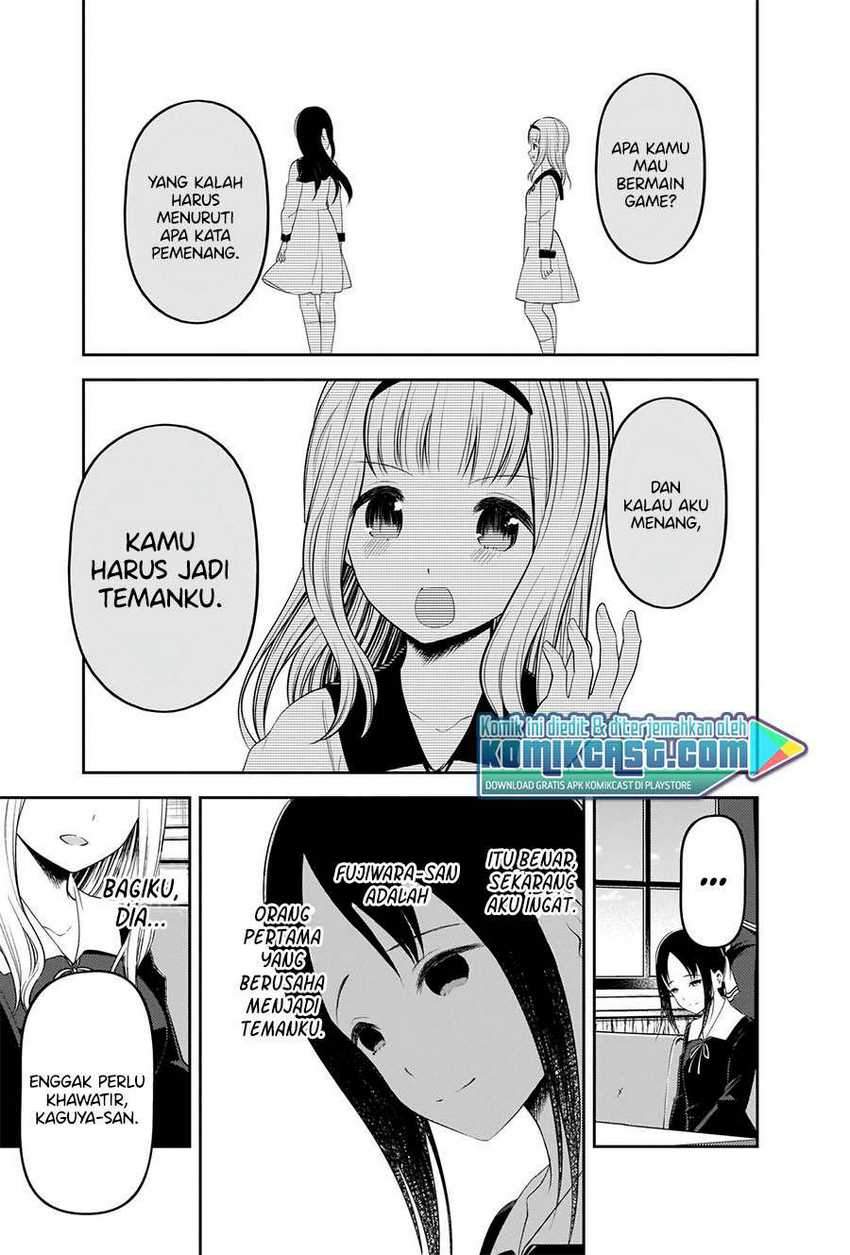 APA KAMU
MAU
BERMAIN
GAME?
YANG KALAH
HARUS
MENURUTI
APA KATA
PEMENANG.
DAN
KALAU AKU
MENANG,
KAMU
HARUS JADI
TEMANKU.
Komik ini diedit & diterjemahkan oleh
KOMIKCAST.COM
DOWNLOAD GRATIS APK KOMIKCAST DI PLAYSTORE
...
ITU BENAR,
SEKARANG
AKU INGAT.
FUJIWARA-SAN
ADALAH
ORANG
PERTAMA
YANG
BERUSAHA
MENJADI
TEMANKU.
BAGIKU,
DIA...
ENGGAK PERLU
KHAWATIR,
KAGUYA-SAN.